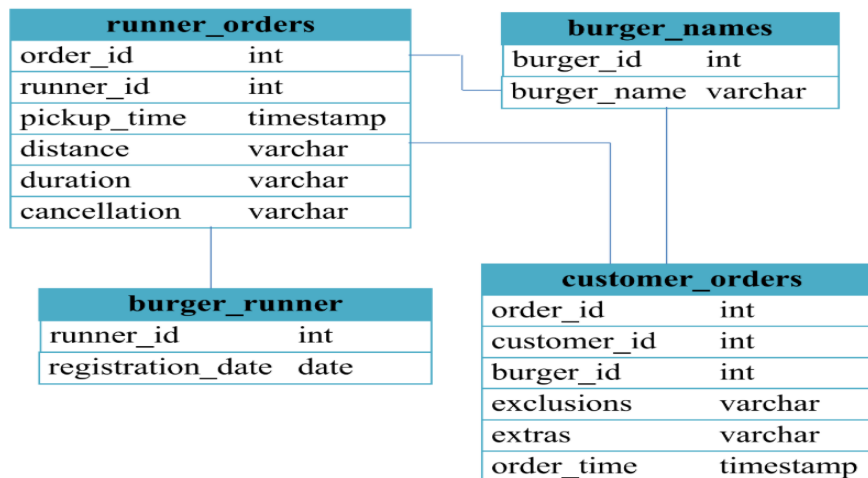 runner_orders
order_id int
runner_id int
pickup_time timestamp
distance varchar
duration varchar
cancellation varchar
burger_names
burger_id int
burger_name varchar
burger_runner
runner_id int
registration_date date
customer_orders
order_id int
customer_id int
burger_id int
exclusions varchar
extras varchar
order_time timestamp